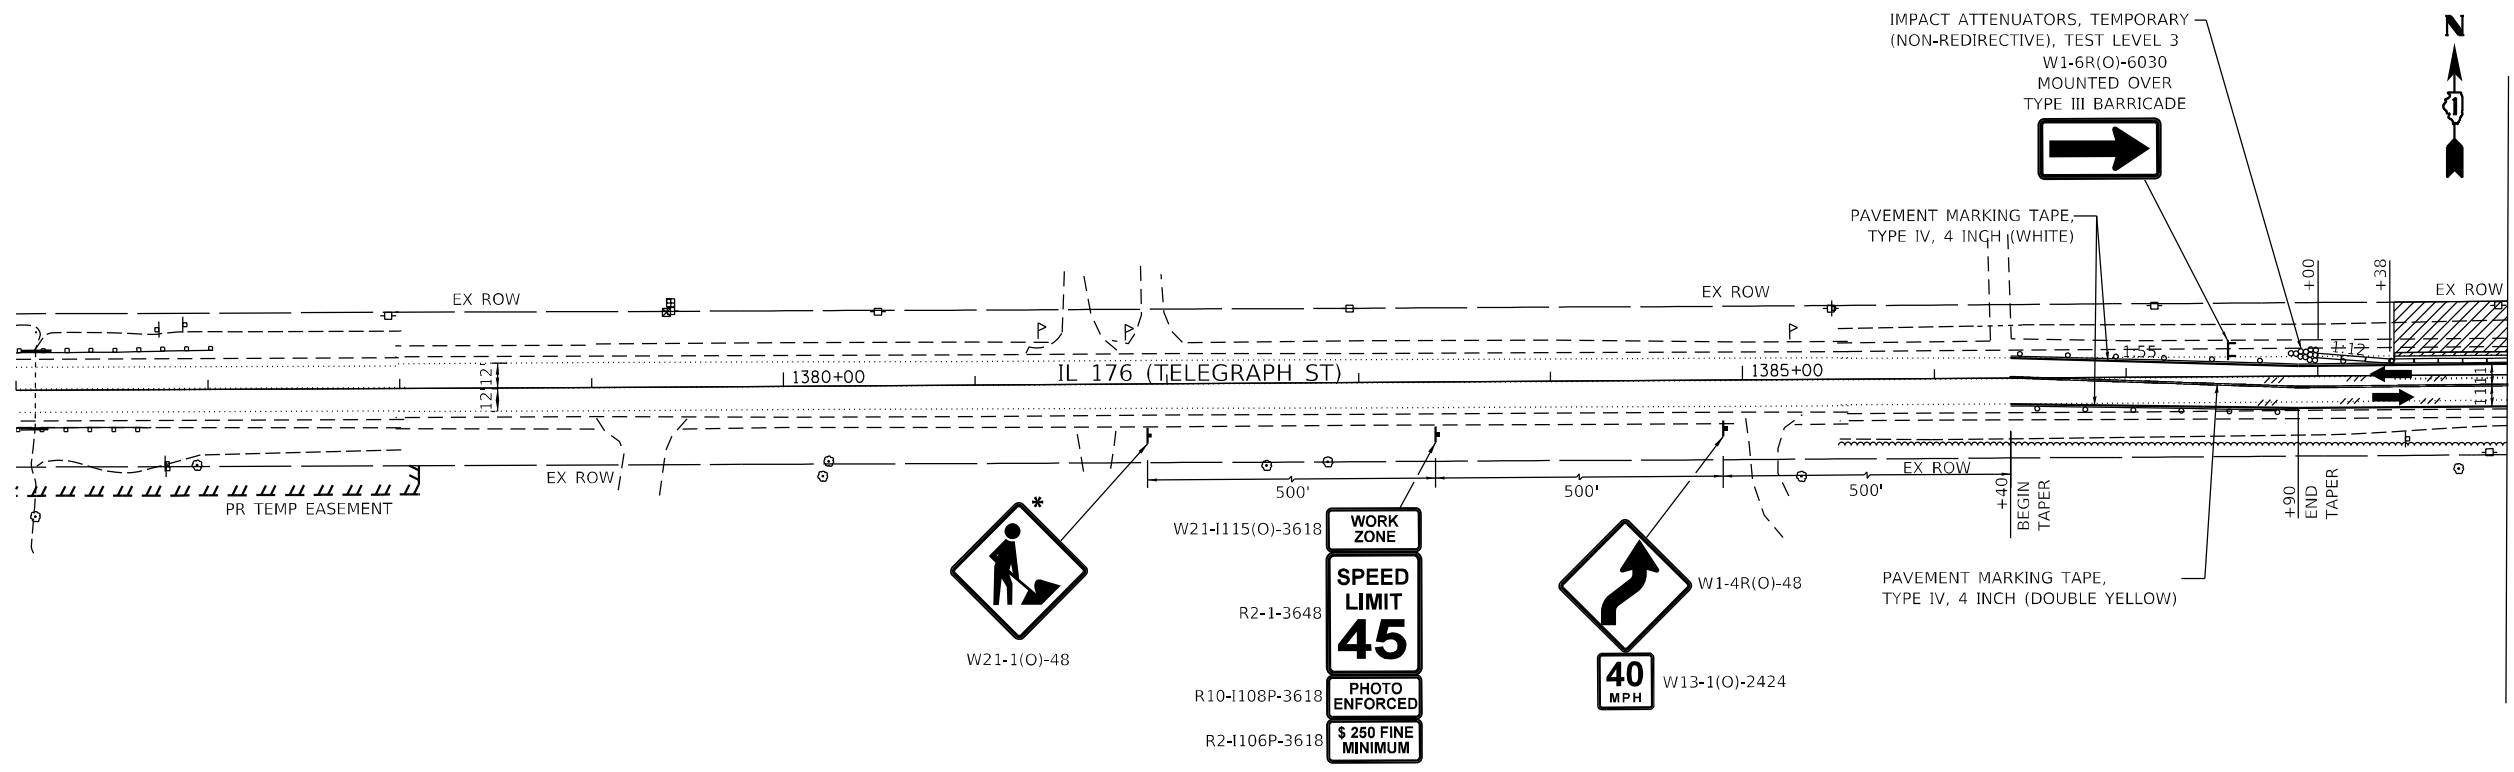 IMPACT ATTENUATORS, TEMPORARY
(NON-REDIRECTIVE), TEST LEVEL 3
W1-6R(O)-6030
MOUNTED OVER
TYPE III BARRICADE
N
1
PAVEMENT MARKING TAPE,
TYPE IV, 4 INCH (WHITE)
+00
+38
EX ROW
EX ROW
EX ROW
1:55
1:12
12'
12'
1380+00
IL 176 (TELEGRAPH ST)
1385+00
11'
11'
EX ROW
EX ROW
PR TEMP EASEMENT
500'
500'
500'
+40
BEGIN
TAPER
+90
END
TAPER
*
W21-1(O)-48
W21-I115(O)-3618
WORK
ZONE
R2-1-3648
SPEED
LIMIT
45
R10-I108P-3618
PHOTO
ENFORCED
R2-I106P-3618
$ 250 FINE
MINIMUM
W1-4R(O)-48
40
MPH
W13-1(O)-2424
PAVEMENT MARKING TAPE,
TYPE IV, 4 INCH (DOUBLE YELLOW)